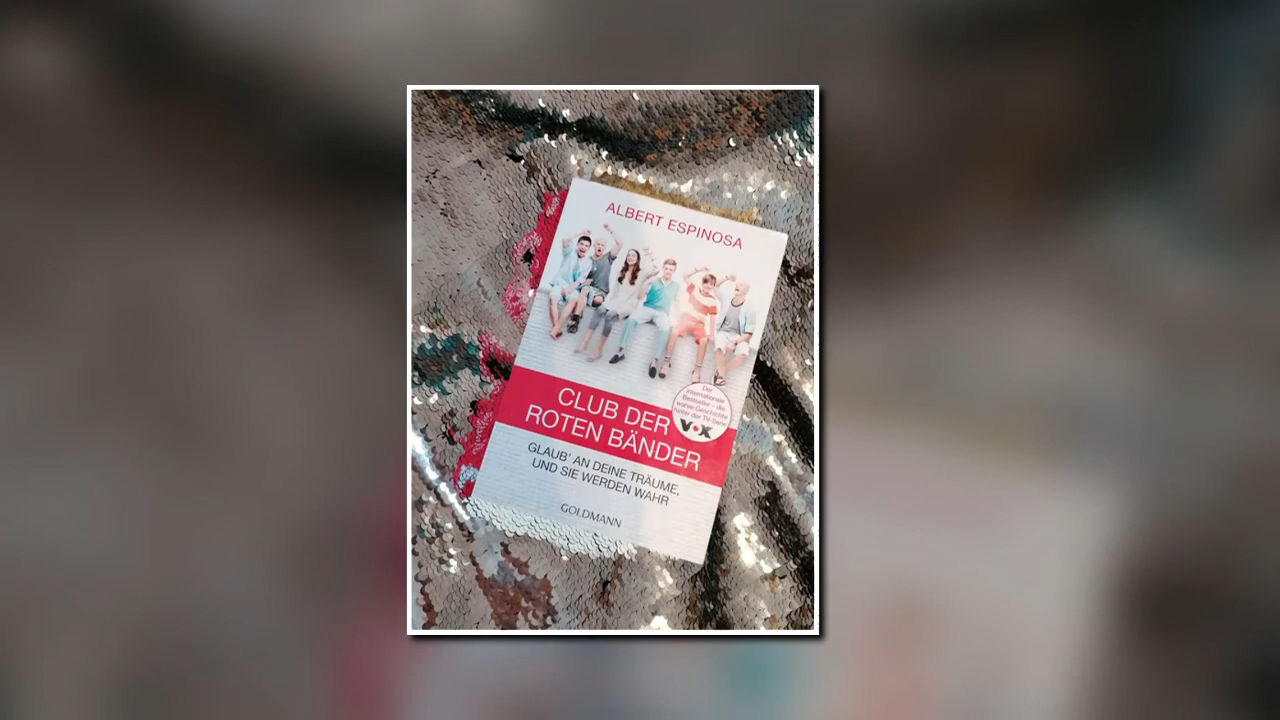 ALBERT ESPINOSA
CLUB DER
ROTEN BÄNDER
Der
internationale
Bestseller – die
wahre Geschichte
hinter der TV-Serie
VOX
GLAUB' AN DEINE TRÄUME,
UND SIE WERDEN WAHR
GOLDMANN